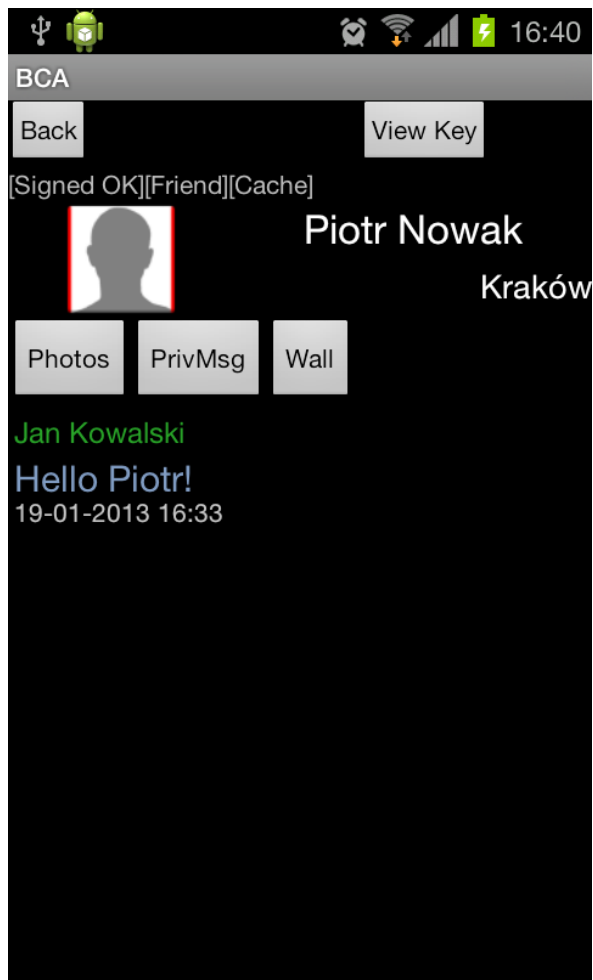 16:40
BCA
Back View Key
[Signed OK][Friend][Cache]
Piotr Nowak
Kraków
Photos PrivMsg Wall
Jan Kowalski
Hello Piotr!
19-01-2013 16:33